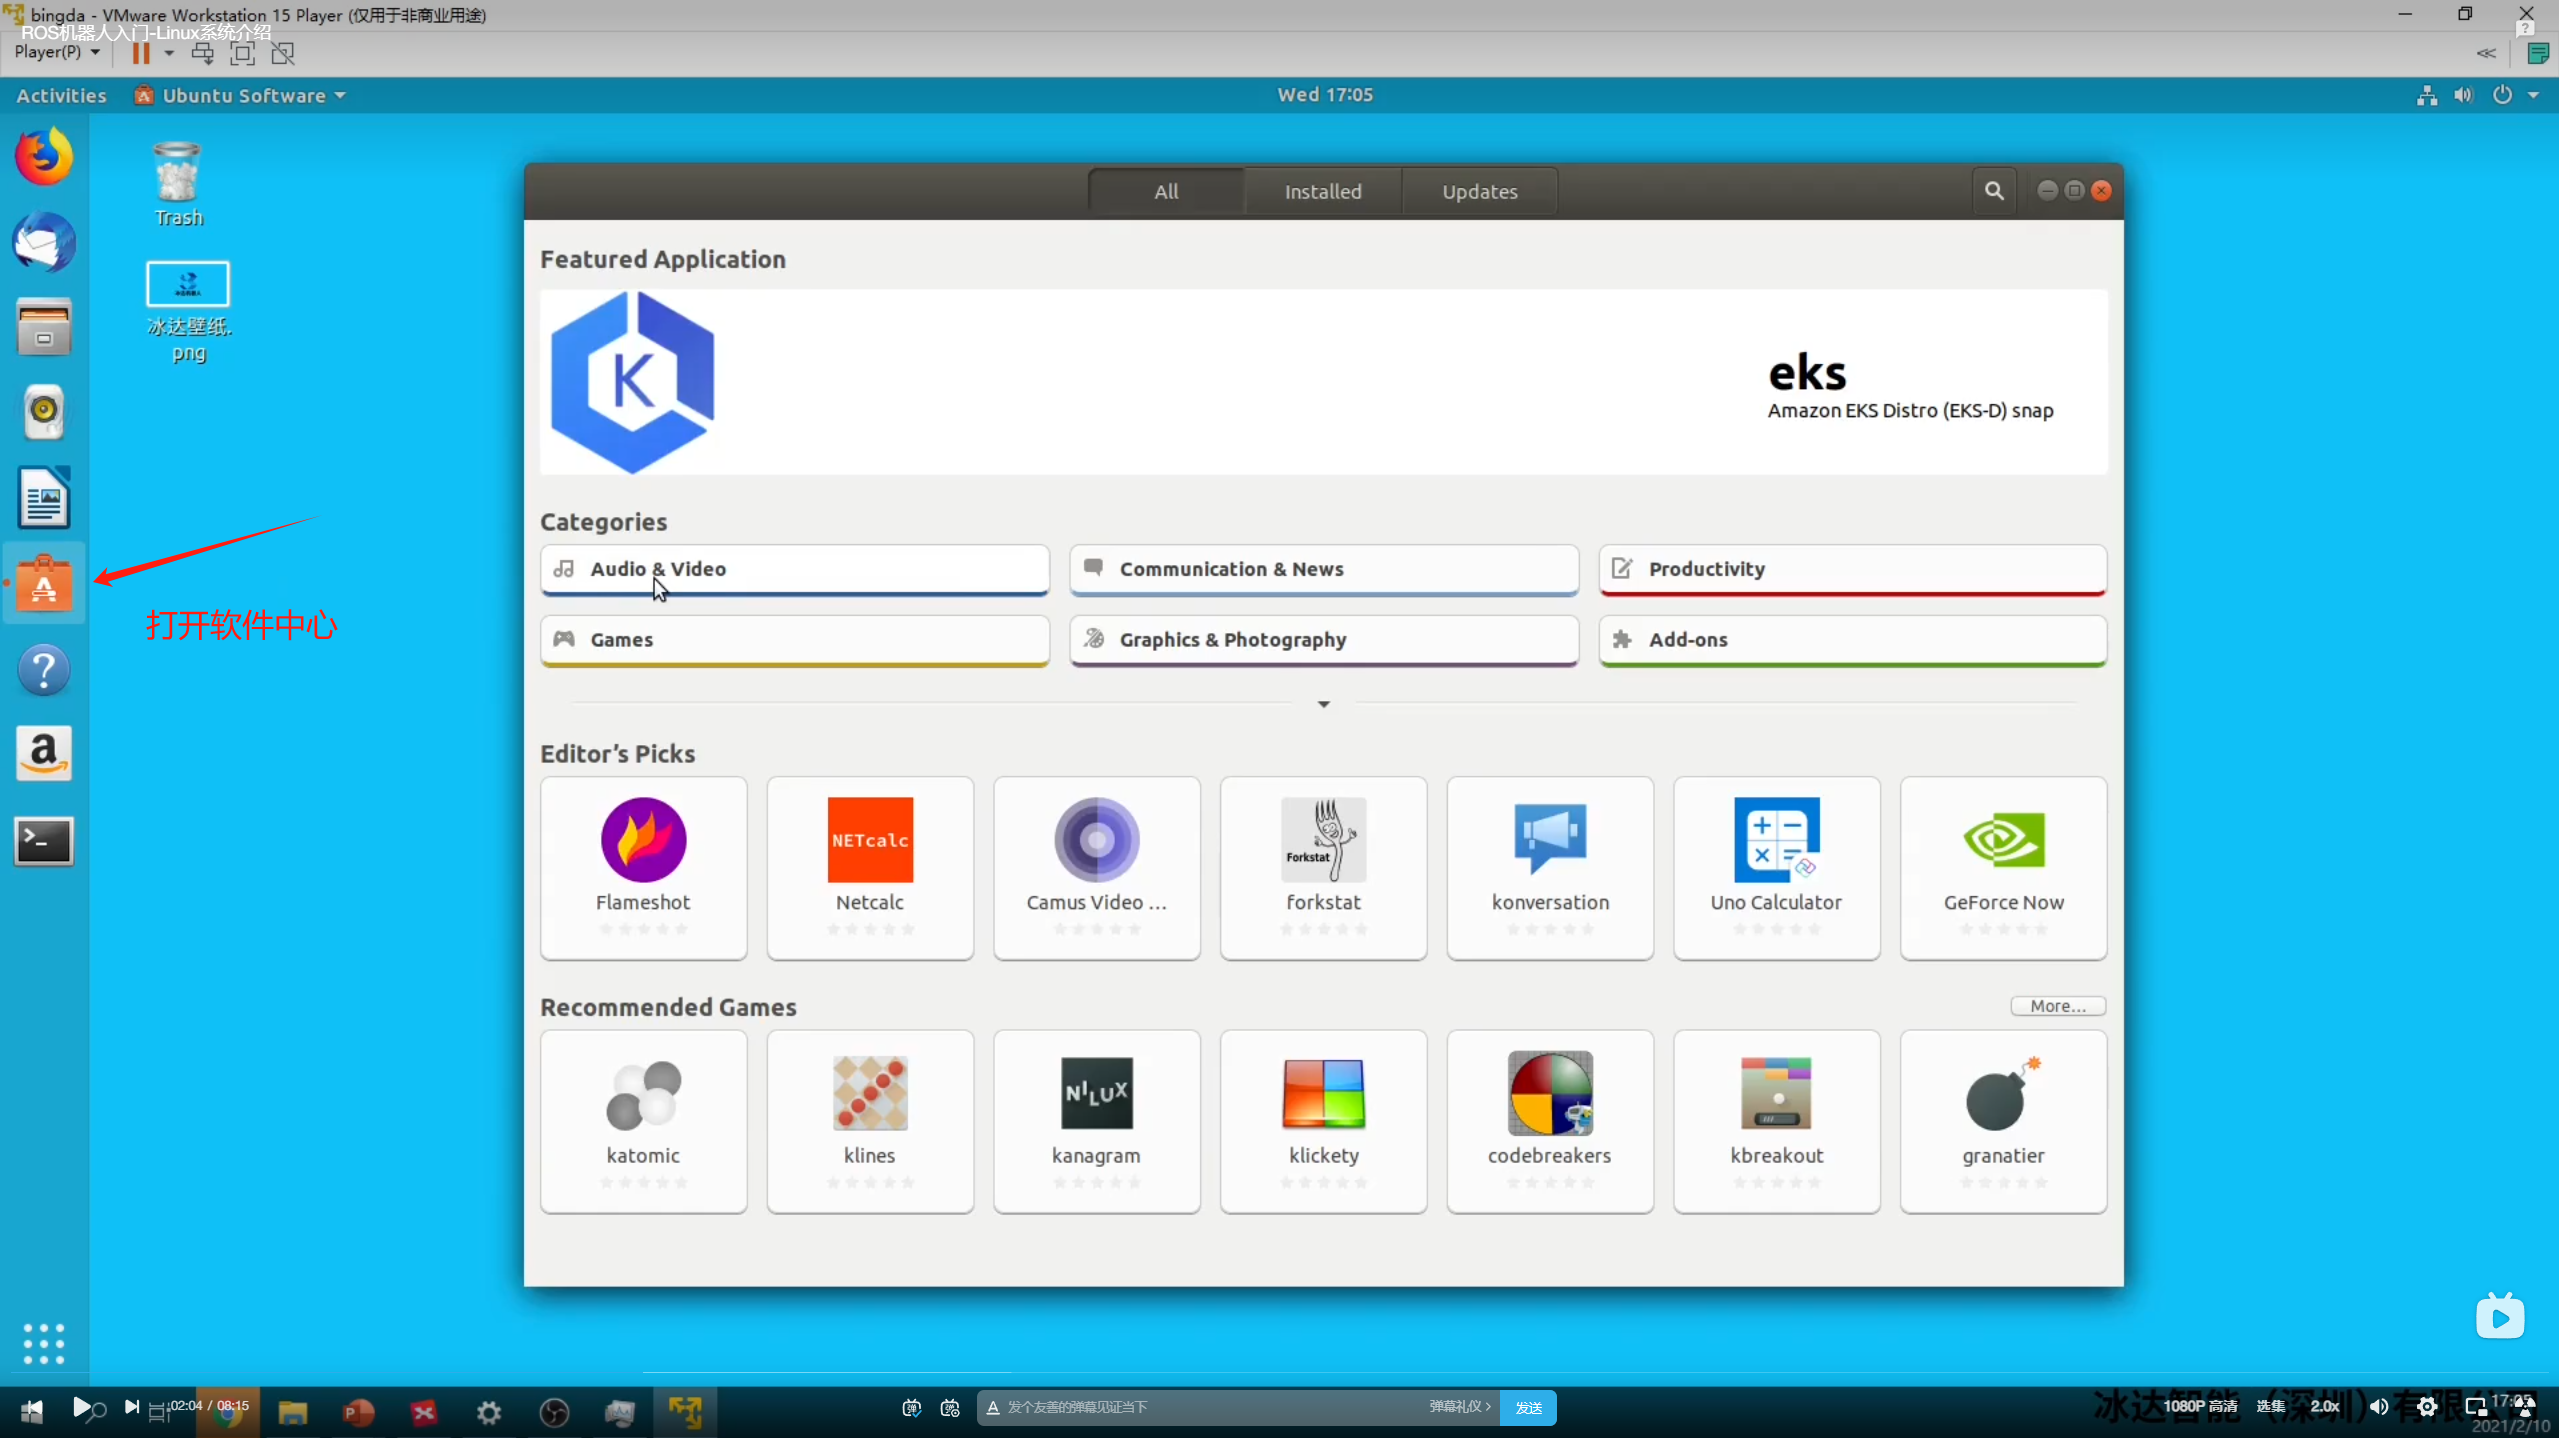 bingda - VMware Workstation 15 Player (仅用于非商业用途)
ROS机器人入门-Linux系统介绍
Player(P)
Activities
Ubuntu Software
Wed 17:05
Trash
冰达壁纸.
png
打开软件中心
All
Installed
Updates
Featured Application
K
eks
Amazon EKS Distro (EKS-D) snap
Categories
Audio & Video
Communication & News
Productivity
Games
Graphics & Photography
Add-ons
Editor's Picks
NETcalc
Forkstat
Flameshot
Netcalc
Camus Video ...
forkstat
konversation
Uno Calculator
GeForce Now
Recommended Games
More...
NILUX
katomic
klines
kanagram
klickety
codebreakers
kbreakout
granatier
02:04 / 08:15
发个友善的弹幕见证当下
弹幕礼仪 >
发送
冰达智能（深圳）有限公司
1080P 高清
选集
2.0x
17:05
2021/2/10